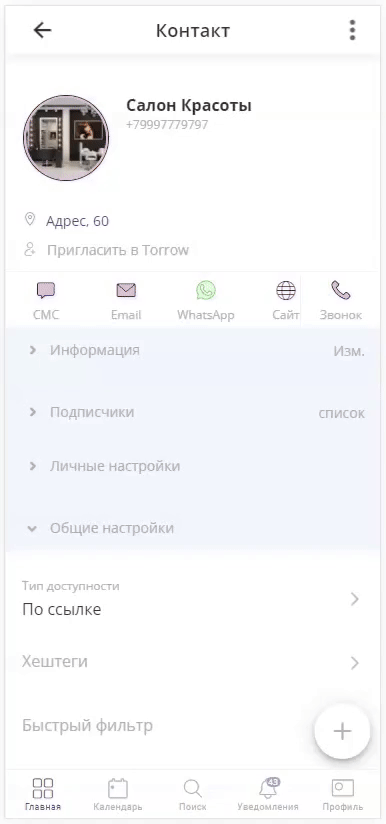 Контакт
Салон Красоты
+79997779797
Адрес, 60
Пригласить в Torrow
СМС Email WhatsApp Сайт Звонок
Информация Изм.
Подписчики список
Личные настройки
Общие настройки
Тип доступности
По ссылке
Хештеги
Быстрый фильтр
43
Главная Календарь Поиск Уведомления Профиль